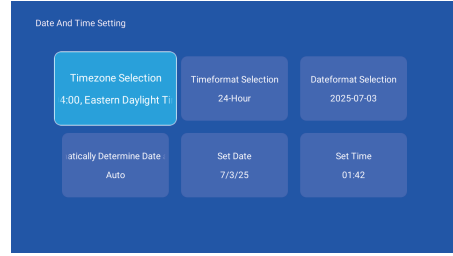 Date And Time Setting
Timezone Selection
4:00, Eastern Daylight Ti
Timeformat Selection
24-Hour
Dateformat Selection
2025-07-03
atically Determine Date
Auto
Set Date
7/3/25
Set Time
01:42